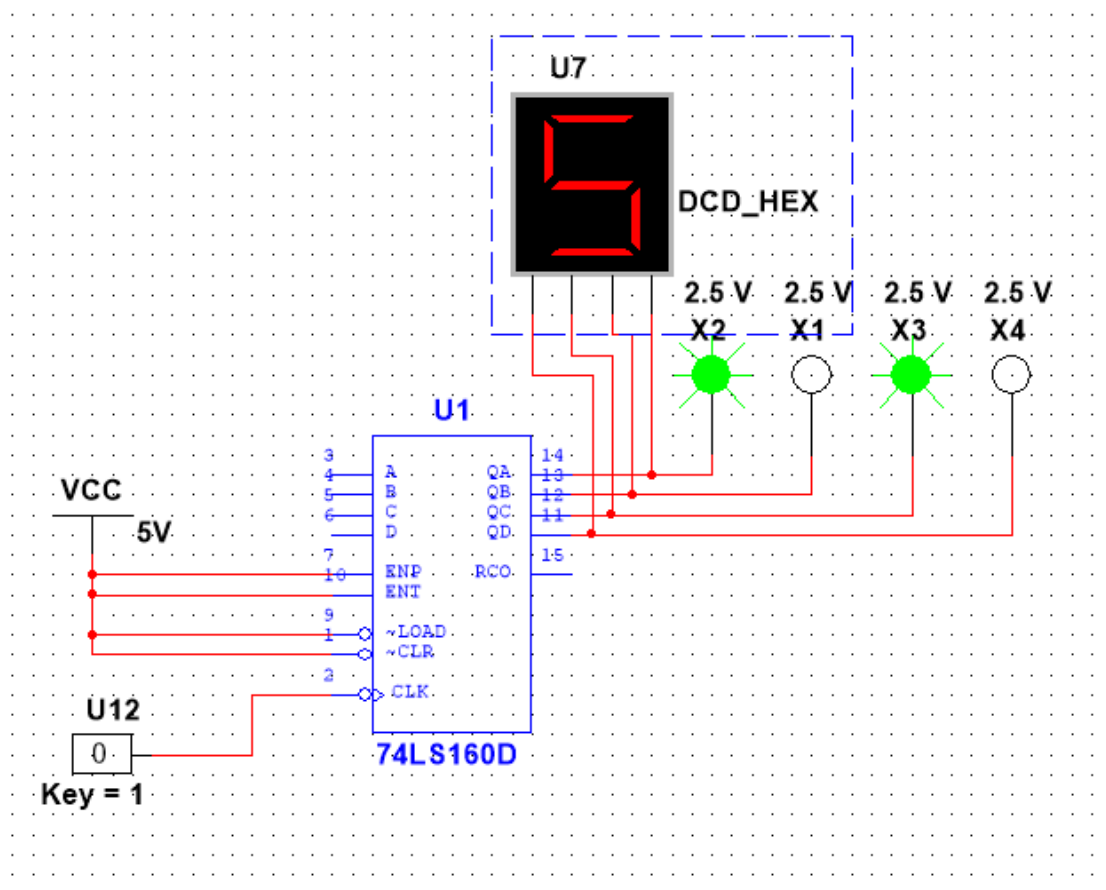 U7
DCD_HEX
2.5 V 2.5 V 2.5 V 2.5 V
X2 X1 X3 X4
U1
3 14
4 A QA 13
5 B QB 12
6 C QC 11
D QD
VCC
5V
7 15
10 ENP RCO
ENT
9
1 ~LOAD
~CLR
2
CLK
U12
0
74LS160D
Key = 1